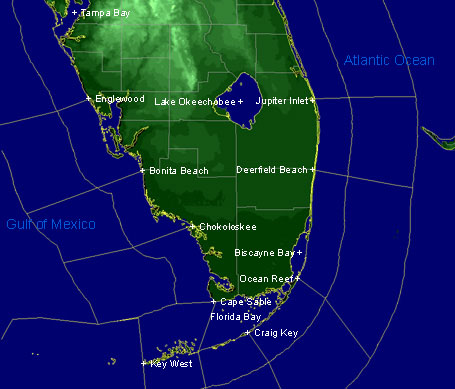 Tampa Bay
Atlantic Ocean
Englewood
Lake Okeechobee
Jupiter Inlet
Bonita Beach
Deerfield Beach
Gulf of Mexico
Chokoloskee
Biscayne Bay
Ocean Reef
Cape Sable
Florida Bay
Craig Key
Key West